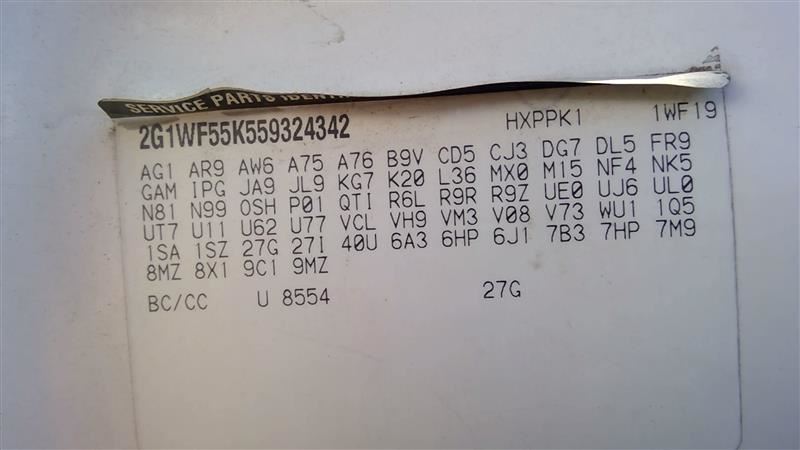 SERVICE PARTS IDENTI
2G1WF55K559324342 HXPPK1 1WF19
AG1 AR9 AW6 A75 A76 B9V CD5 CJ3 DG7 DL5 FR9
GAM IPG JA9 JL9 KG7 K20 L36 MX0 M15 NF4 NK5
N81 N99 OSH P01 QTI R6L R9R R9Z UE0 UJ6 UL0
UT7 U11 U62 U77 VCL VH9 VM3 V08 V73 WU1 1Q5
1SA 1SZ 27G 27I 40U 6A3 6HP 6J1 7B3 7HP 7M9
8MZ 8X1 9C1 9MZ
BC/CC U 8554 27G